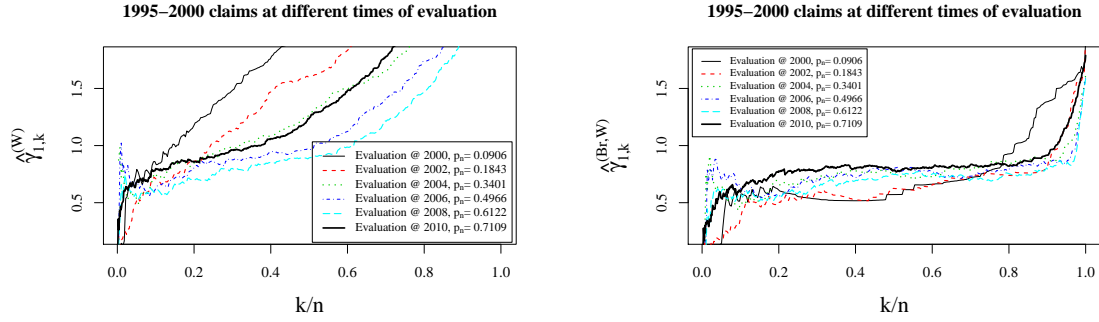 1995−2000 claims at different times of evaluation
γ̂1,k(W)
1.5
1.0
0.5
0.0 0.2 0.4 0.6 0.8 1.0
k/n
Evaluation @ 2000, pn= 0.0906
Evaluation @ 2002, pn= 0.1843
Evaluation @ 2004, pn= 0.3401
Evaluation @ 2006, pn= 0.4966
Evaluation @ 2008, pn= 0.6122
Evaluation @ 2010, pn= 0.7109
1995−2000 claims at different times of evaluation
γ̂1,k(Br,W)
1.5
1.0
0.5
0.0 0.2 0.4 0.6 0.8 1.0
k/n
Evaluation @ 2000, pn= 0.0906
Evaluation @ 2002, pn= 0.1843
Evaluation @ 2004, pn= 0.3401
Evaluation @ 2006, pn= 0.4966
Evaluation @ 2008, pn= 0.6122
Evaluation @ 2010, pn= 0.7109